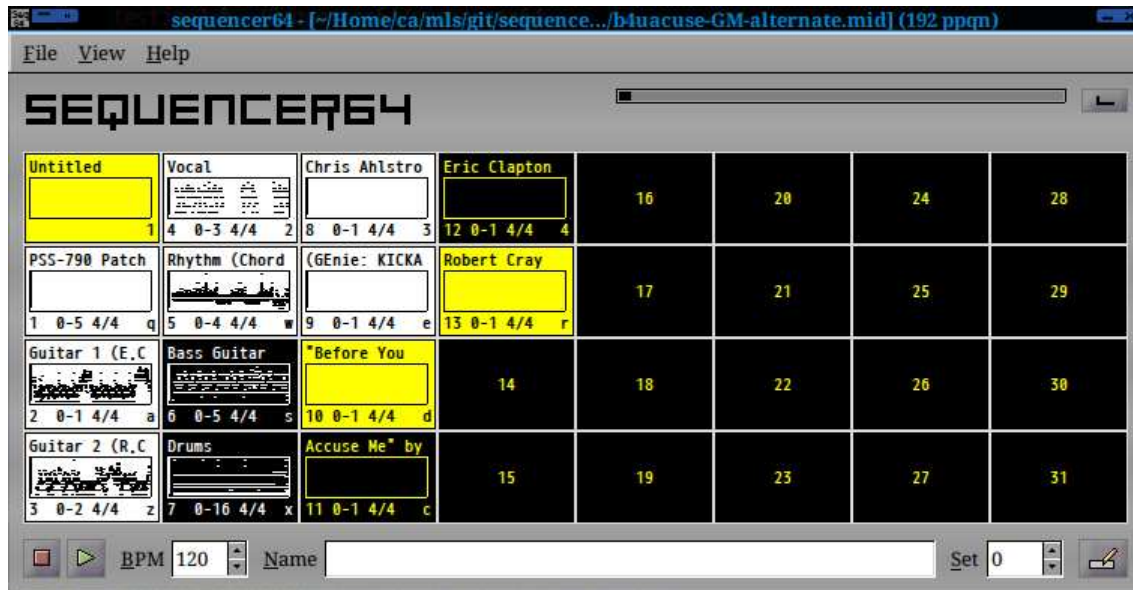 sequencer64 - [~/Home/ca/mls/git/sequence.../b4uacuse-GM-alternate.mid] (192 ppqn)
File View Help
SEQUENCER64
Untitled Vocal Chris Ahlstro Eric Clapton
16 20 24 28
1 4 0-3 4/4 2 8 0-1 4/4 3 12 0-1 4/4 4
PSS-790 Patch Rhythm (Chord (GEnie: KICKA Robert Cray
17 21 25 29
1 0-5 4/4 q 5 0-4 4/4 w 9 0-1 4/4 e 13 0-1 4/4 r
Guitar 1 (E.C Bass Guitar "Before You
14 18 22 26 30
2 0-1 4/4 a 6 0-5 4/4 s 10 0-1 4/4 d
Guitar 2 (R.C Drums Accuse Me" by
15 19 23 27 31
3 0-2 4/4 z 7 0-16 4/4 x 11 0-1 4/4 c
BPM 120 Name Set 0